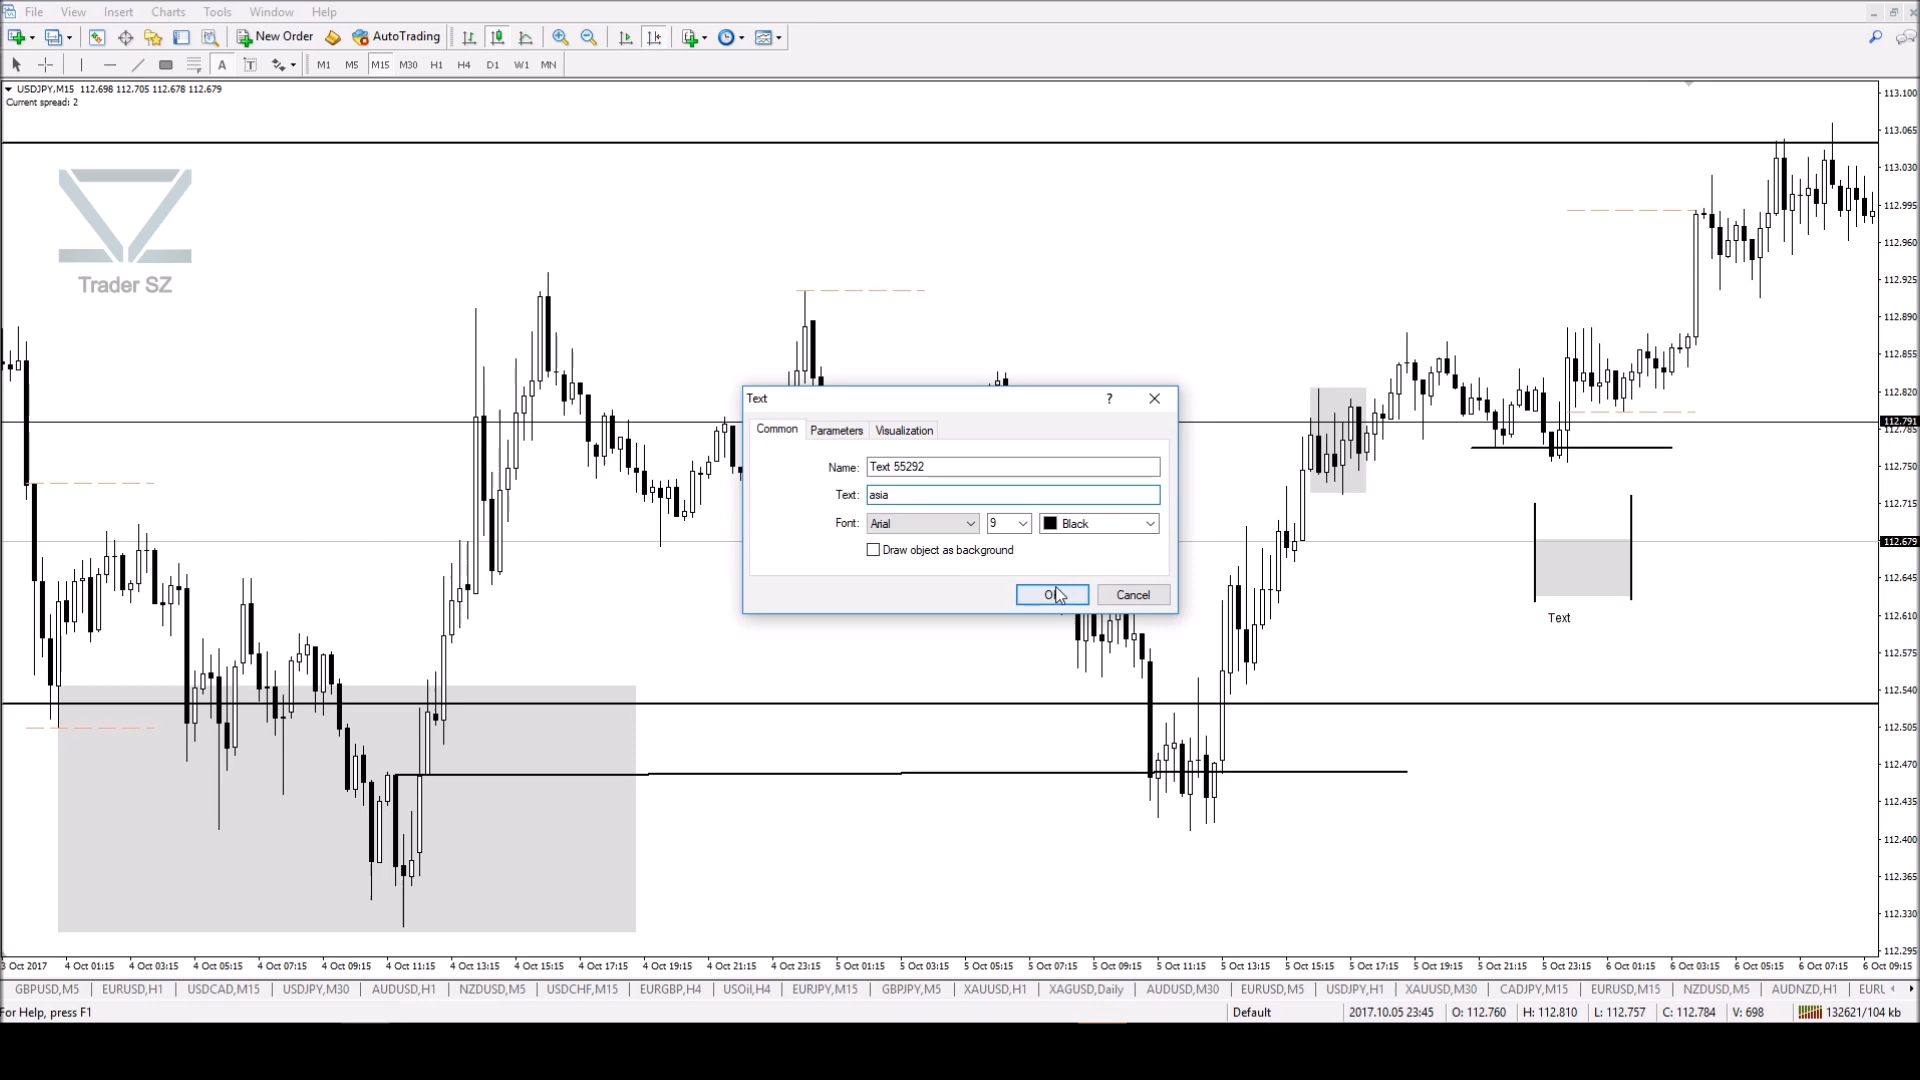 File View Insert Charts Tools Window Help
New Order AutoTrading
A T M1 M5 M15 M30 H1 H4 D1 W1 MN
USDJPY,M15 112.698 112.705 112.678 112.679
Current spread: 2
Trader SZ
Text ?
Common Parameters Visualization
Name: Text 55292
Text: asia
Font: Arial 9 Black
Draw object as background
Cancel
Text
113.100
113.065
113.030
112.995
112.960
112.925
112.890
112.855
112.820
112.791
112.785
112.750
112.715
112.679
112.645
112.610
112.575
112.540
112.505
112.470
112.435
112.400
112.365
112.330
112.295
3 Oct 2017 4 Oct 01:15 4 Oct 03:15 4 Oct 05:15 4 Oct 07:15 4 Oct 09:15 4 Oct 11:15 4 Oct 13:15 4 Oct 15:15 4 Oct 17:15 4 Oct 19:15 4 Oct 21:15 4 Oct 23:15 5 Oct 01:15 5 Oct 03:15 5 Oct 05:15 5 Oct 07:15 5 Oct 09:15 5 Oct 11:15 5 Oct 13:15 5 Oct 15:15 5 Oct 17:15 5 Oct 19:15 5 Oct 21:15 5 Oct 23:15 6 Oct 01:15 6 Oct 03:15 6 Oct 05:15 6 Oct 07:15 6 Oct 09:15
GBPUSD,M5 EURUSD,H1 USDCAD,M15 USDJPY,M30 AUDUSD,H1 NZDUSD,M5 USDCHF,M15 EURGBP,H4 USOil,H4 EURJPY,M15 GBPJPY,M5 XAUUSD,H1 XAGUSD,Daily AUDUSD,M30 EURUSD,M5 USDJPY,H1 XAUUSD,M30 CADJPY,M15 EURUSD,M15 NZDUSD,M5 AUDNZD,H1 EURU
For Help, press F1 Default 2017.10.05 23:45 O: 112.760 H: 112.810 L: 112.757 C: 112.784 V: 698 132621/104 kb